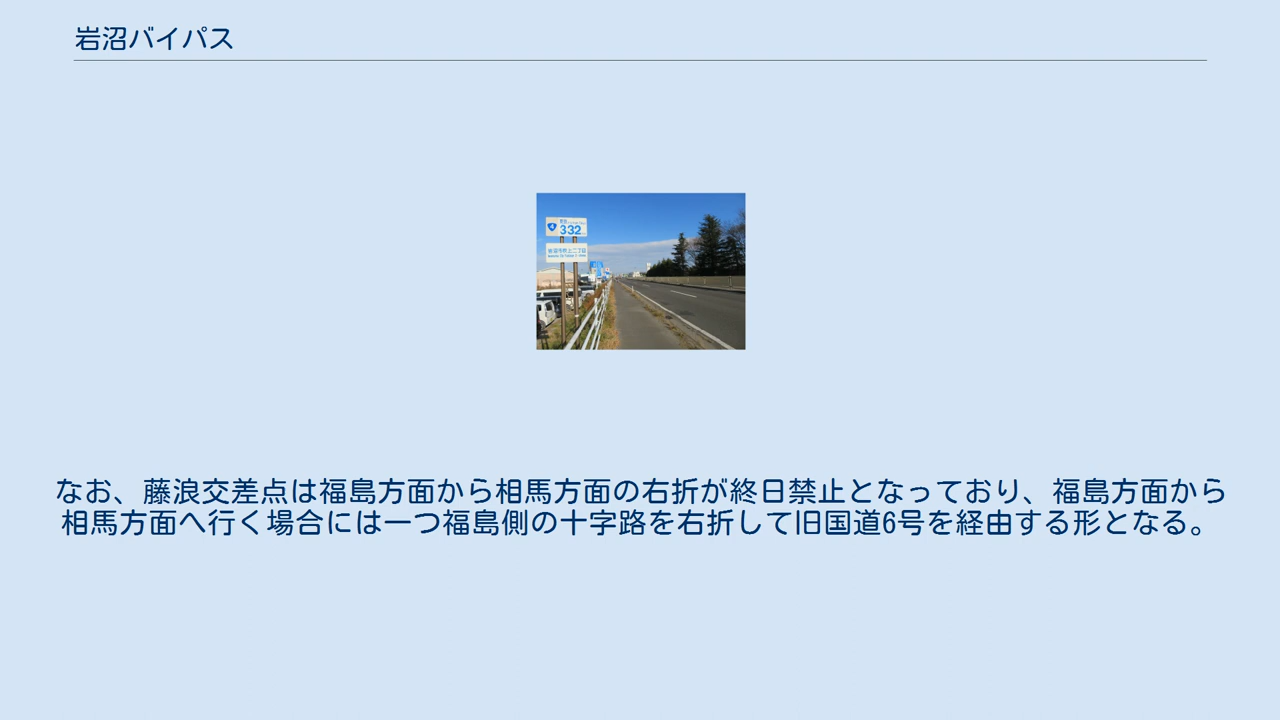 岩沼バイパス
4
332
なお、藤浪交差点は福島方面から相馬方面の右折が終日禁止となっており、福島方面から
相馬方面へ行く場合には一つ福島側の十字路を右折して旧国道6号を経由する形となる。